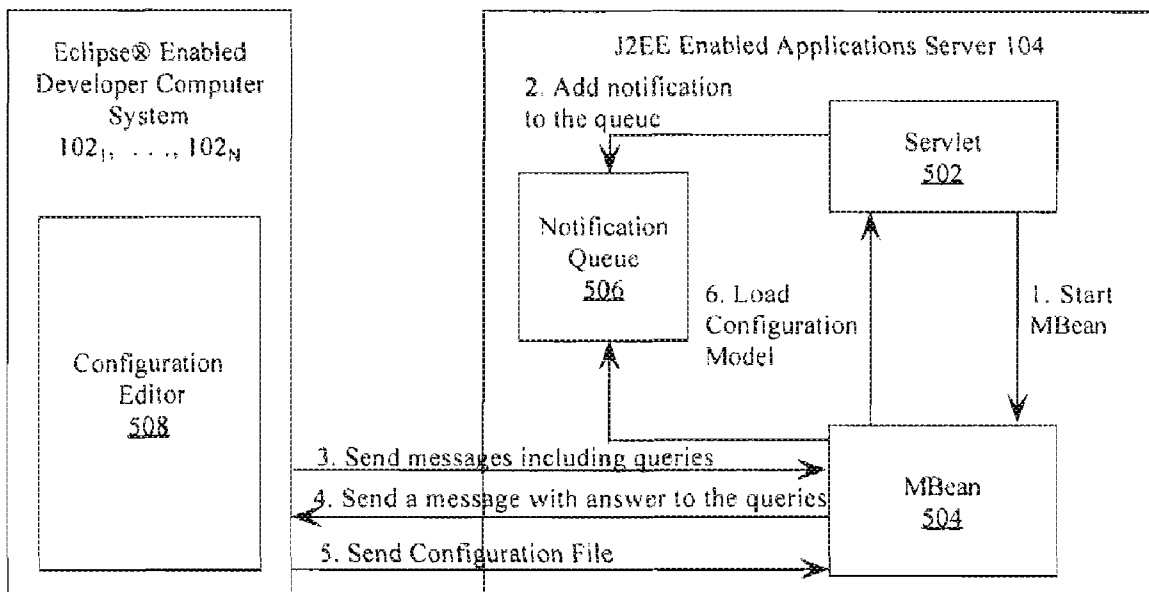 Eclipse® Enabled
Developer Computer
System
102₁, . . ., 102ₙ
Configuration
Editor
508
J2EE Enabled Applications Server 104
2. Add notification
to the queue
Servlet
502
Notification
Queue
506
6. Load
Configuration
Model
1. Start
MBean
3. Send messages including queries
4. Send a message with answer to the queries
5. Send Configuration File
MBean
504